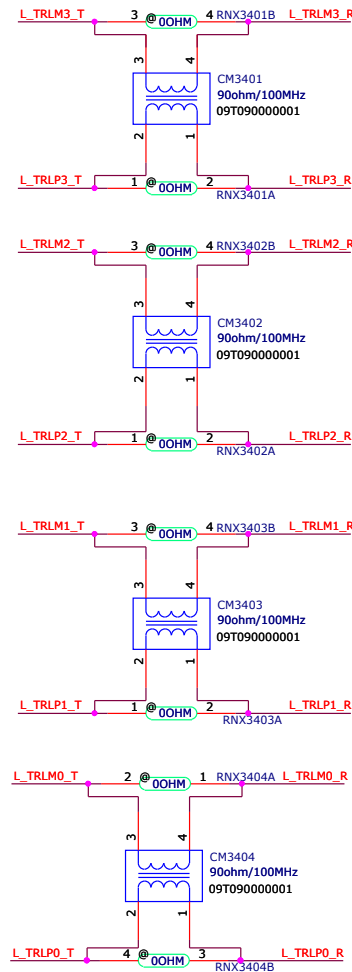 L_TRLM3_T 3 @ 0OHM 4 RNX3401B L_TRLM3_R
3 4
CM3401
90ohm/100MHz
09T090000001
2 1
L_TRLP3_T 1 @ 0OHM 2 L_TRLP3_R
RNX3401A
L_TRLM2_T 3 @ 0OHM 4 RNX3402B L_TRLM2_R
3 4
CM3402
90ohm/100MHz
09T090000001
2 1
L_TRLP2_T 1 @ 0OHM 2 L_TRLP2_R
RNX3402A
L_TRLM1_T 3 @ 0OHM 4 RNX3403B L_TRLM1_R
3 4
CM3403
90ohm/100MHz
09T090000001
2 1
L_TRLP1_T 1 @ 0OHM 2 L_TRLP1_R
RNX3403A
L_TRLM0_T 2 @ 0OHM 1 RNX3404A L_TRLM0_R
3 4
CM3404
90ohm/100MHz
09T090000001
2 1
L_TRLP0_T 4 @ 0OHM 3 L_TRLP0_R
RNX3404B